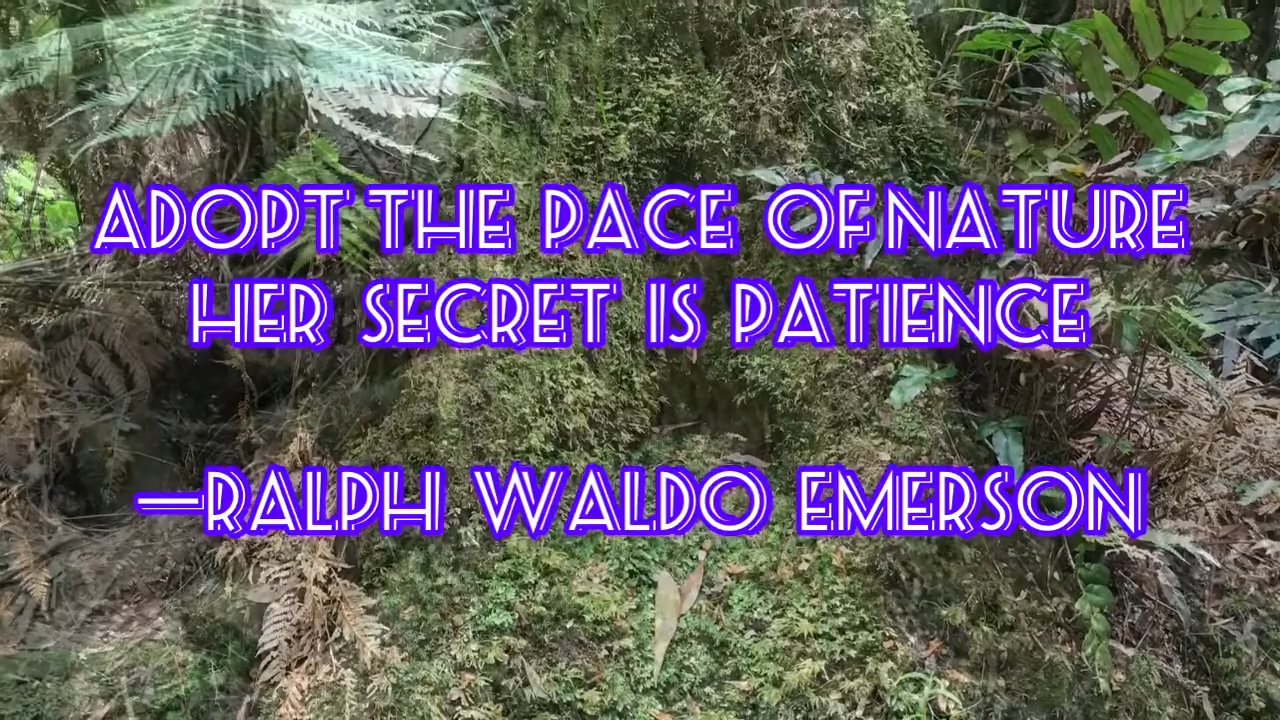 ADOPT THE PACE OF NATURE
HER SECRET IS PATIENCE
—RALPH WALDO EMERSON